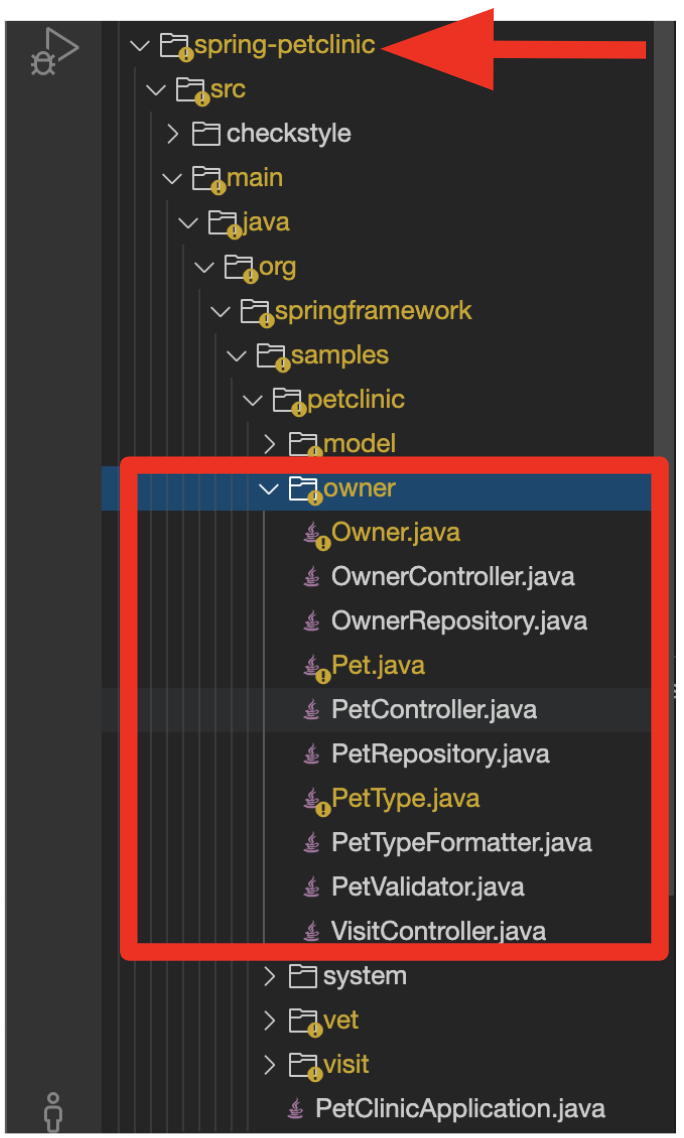 spring-petclinic
src
checkstyle
main
java
org
springframework
samples
petclinic
model
owner
Owner.java
OwnerController.java
OwnerRepository.java
Pet.java
PetController.java
PetRepository.java
PetType.java
PetTypeFormatter.java
PetValidator.java
VisitController.java
system
vet
visit
PetClinicApplication.java